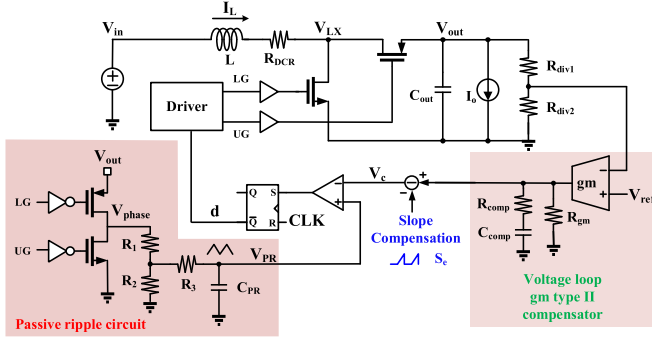 I_L
V_in
L
R_DCR
V_LX
V_out
LG
UG
Driver
C_out
I_o
R_div1
R_div2
V_out
LG
UG
V_phase
R_1
R_2
R_3
C_PR
V_PR
d
Q
S
Q̅
R
CLK
V_c
−
+
+
−
Slope
Compensation
S_e
gm
−
+
V_ref
R_comp
C_comp
R_gm
Voltage loop
gm type II
compensator
Passive ripple circuit